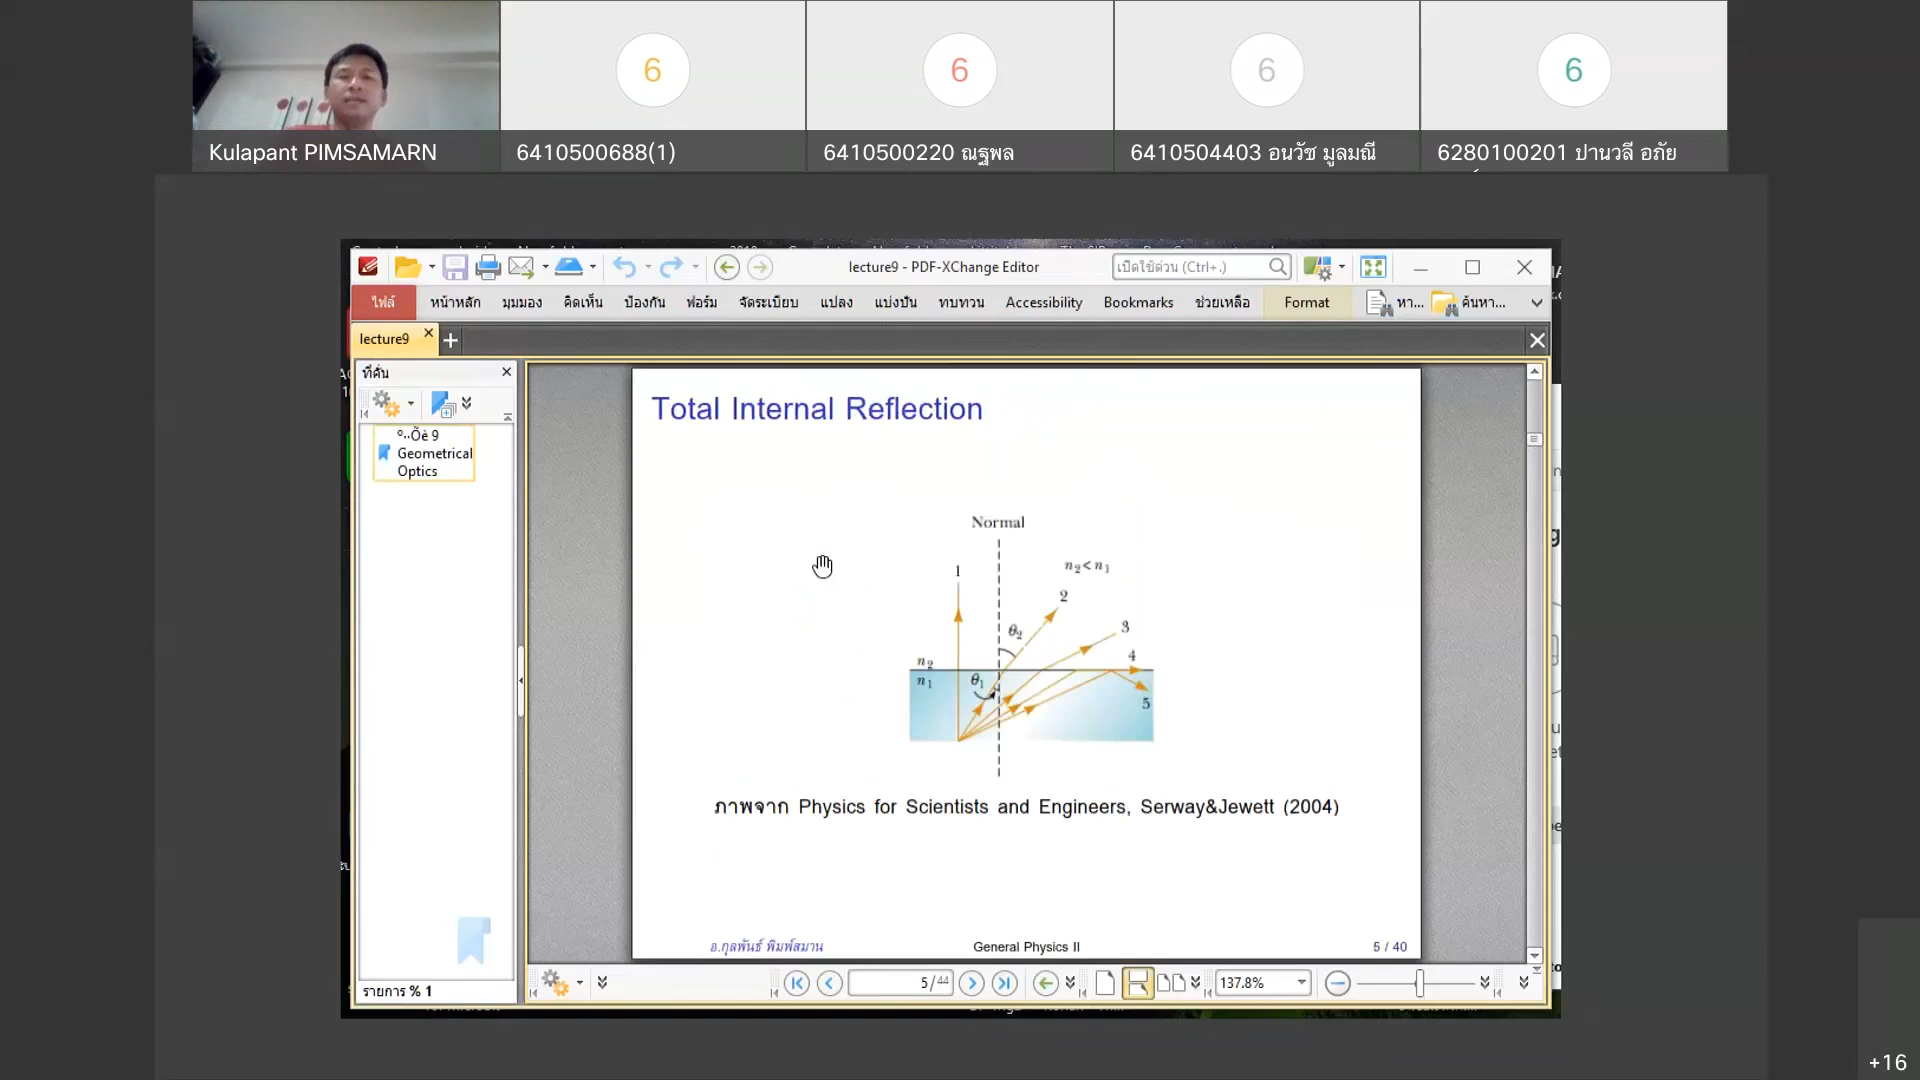 6
6
6
6
Kulapant PIMSAMARN
6410500688(1)
6410500220 ณฐพล
6410504403 อนวัช มูลมณี
6280100201 ปานวลี อภัย
lecture9 - PDF-XChange Editor
เปิดใช้ด่วน (Ctrl+.)
ไฟล์ หน้าหลัก มุมมอง คิดเห็น ป้องกัน ฟอร์ม จัดระเบียบ แปลง แบ่งปัน ทบทวน Accessibility Bookmarks ช่วยเหลือ Format หา... ค้นหา...
lecture9
ที่คั่น
º··Õè 9
Geometrical
Optics
Total Internal Reflection
Normal
1
n₂<n₁
2
θ₂
3
4
n₂
n₁
θ₁
5
ภาพจาก Physics for Scientists and Engineers, Serway&Jewett (2004)
อ.กุลพันธ์ พิมพ์สมาน
General Physics II
5 / 40
รายการ % 1
5/44
137.8%
+16